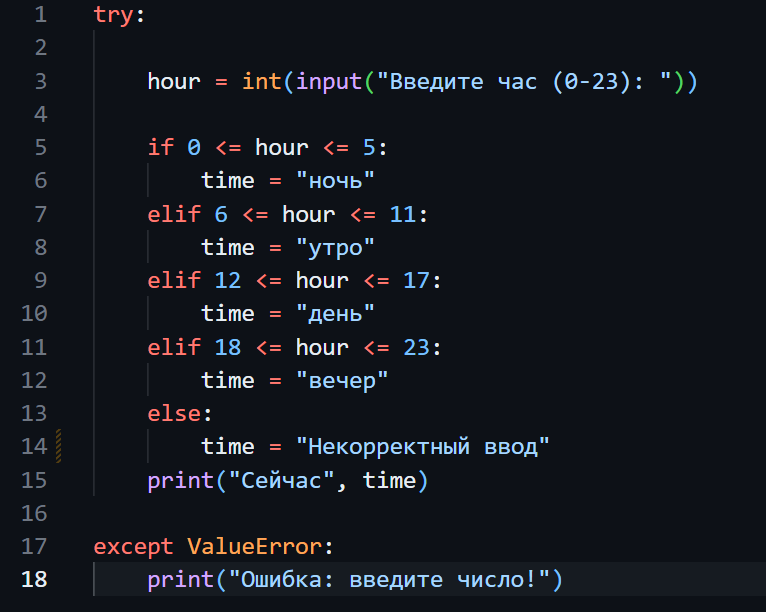 1 try:
2
3 hour = int(input("Введите час (0-23): "))
4
5 if 0 <= hour <= 5:
6 time = "ночь"
7 elif 6 <= hour <= 11:
8 time = "утро"
9 elif 12 <= hour <= 17:
10 time = "день"
11 elif 18 <= hour <= 23:
12 time = "вечер"
13 else:
14 time = "Некорректный ввод"
15 print("Сейчас", time)
16
17 except ValueError:
18 print("Ошибка: введите число!")